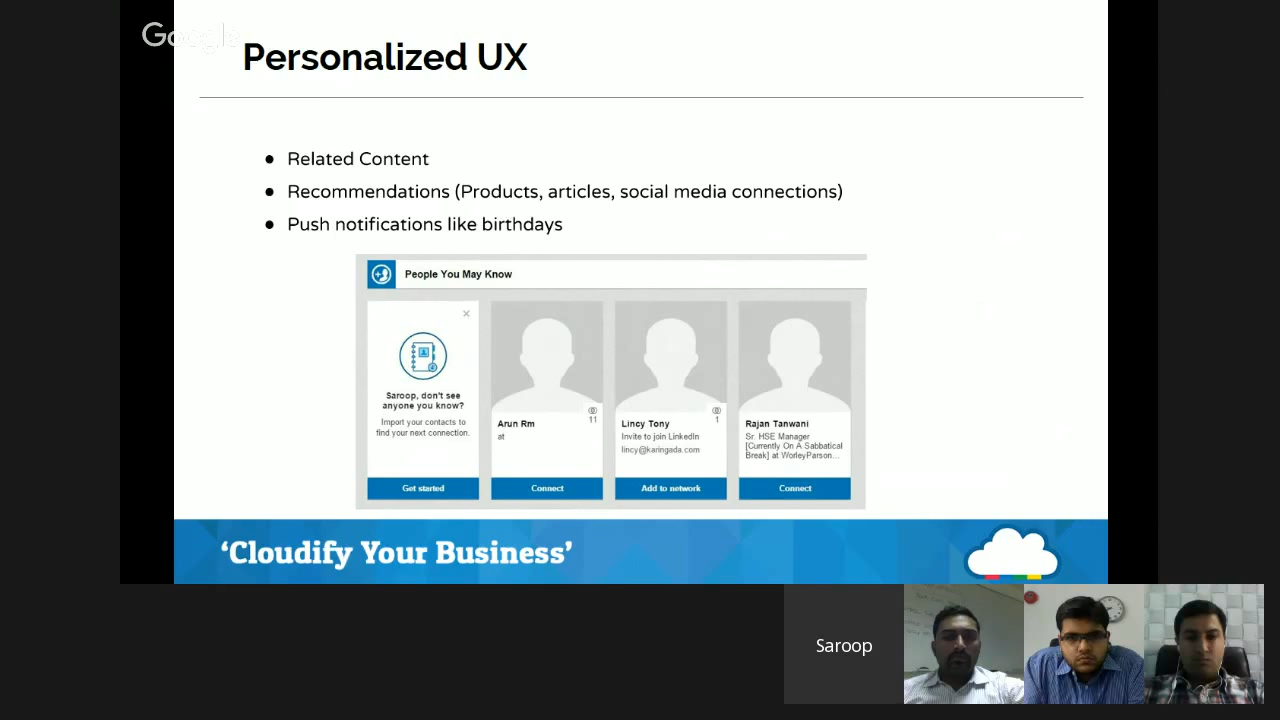 Google
Personalized UX
● Related Content
● Recommendations (Products, articles, social media connections)
● Push notifications like birthdays
People You May Know
Saroop, don't see
anyone you know?
Import your contacts to
find your next connection.
Get started
11
Arun Rm
at
Connect
1
Lincy Tony
Invite to join LinkedIn
lincy@karingada.com
Add to network
Rajan Tanwani
Sr. HSE Manager
[Currently On A Sabbatical
Break] at WorleyParson...
Connect
‘Cloudify Your Business’
Saroop